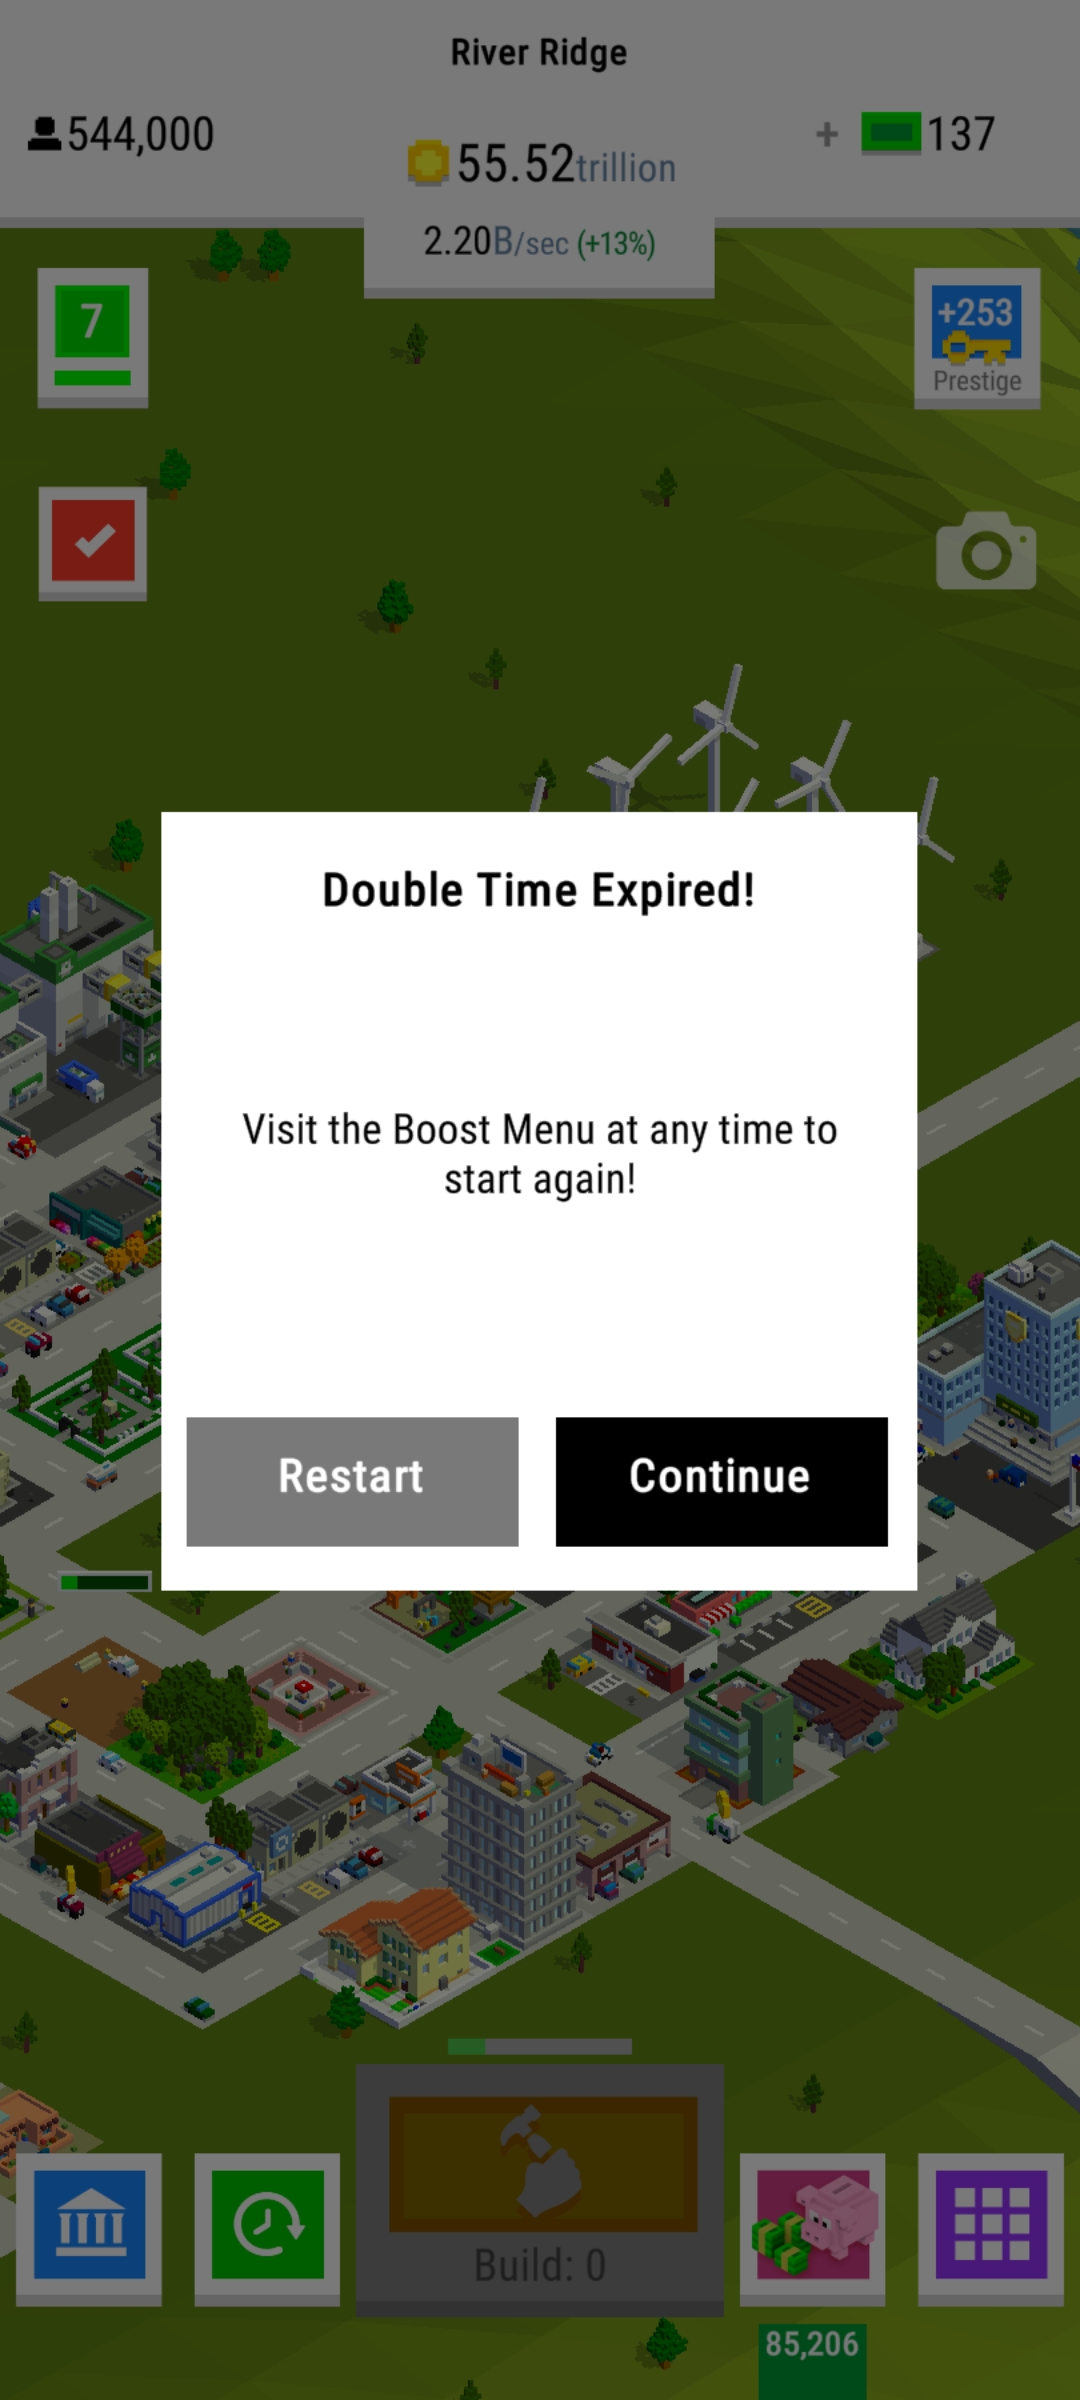 River Ridge
544,000
55.52trillion
+ 137
2.20B/sec (+13%)
7
+253
Prestige
Double Time Expired!
Visit the Boost Menu at any time to
start again!
Restart
Continue
Build: 0
85,206